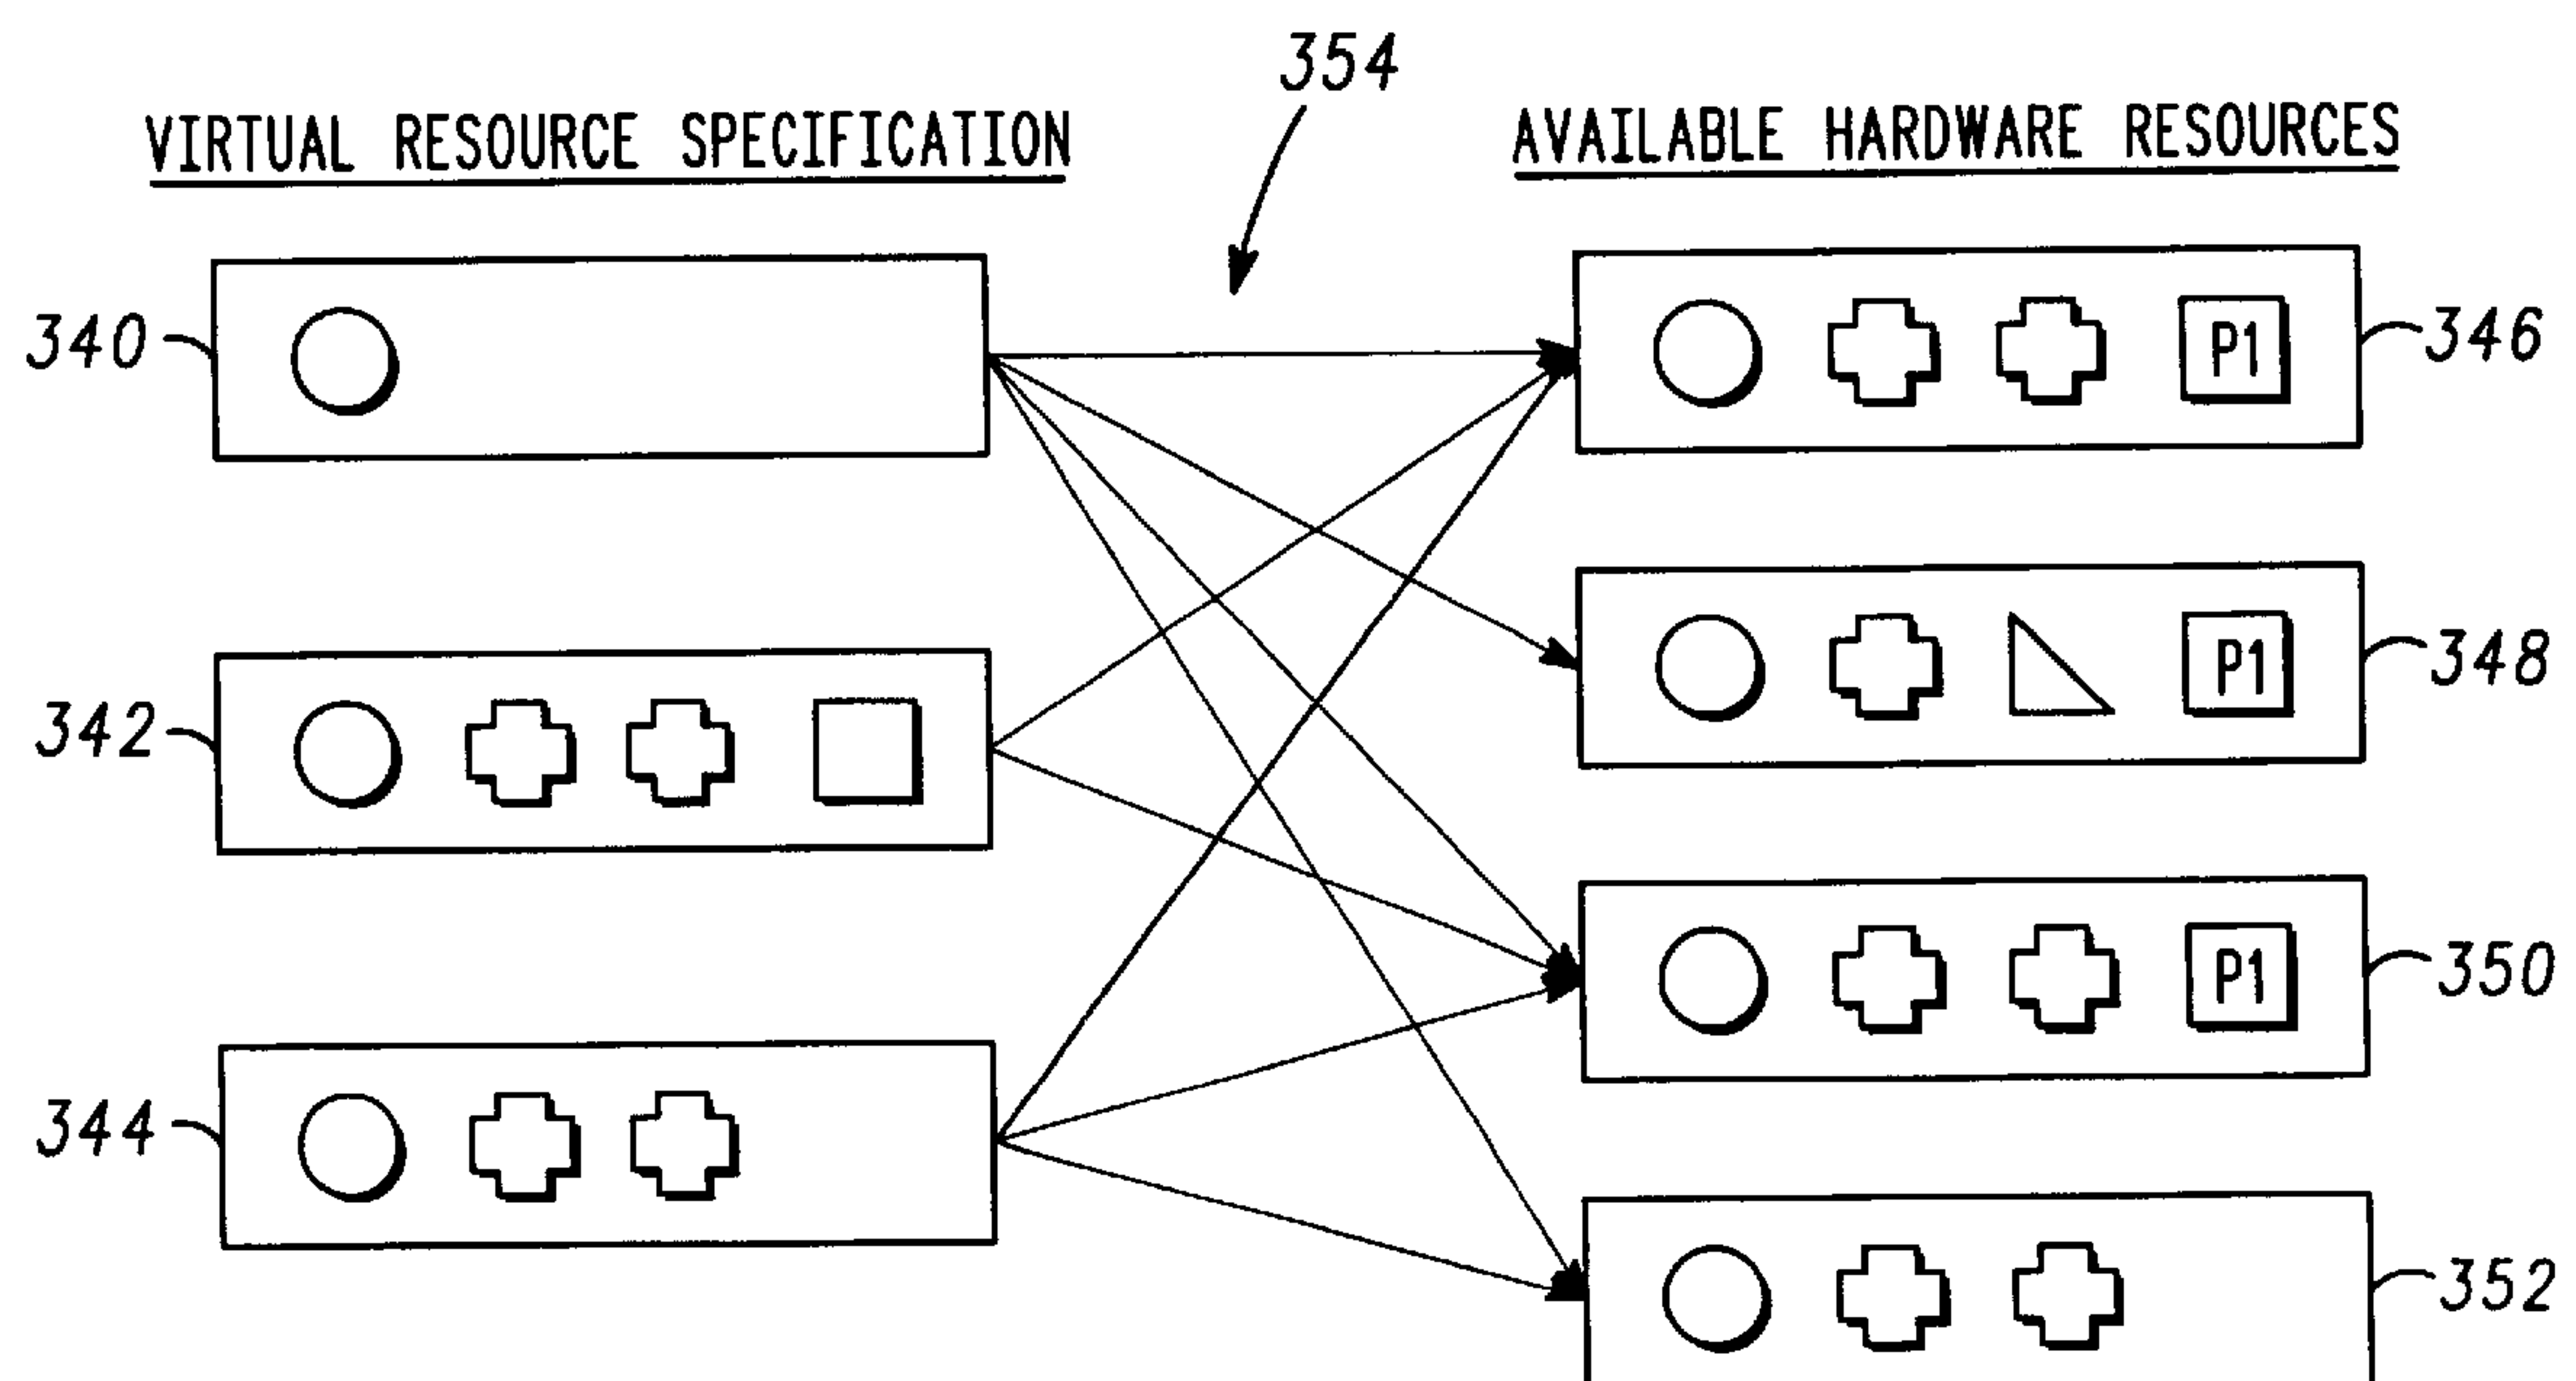 354
VIRTUAL RESOURCE SPECIFICATION
AVAILABLE HARDWARE RESOURCES
340
P1
346
P1
348
342
P1
350
344
352